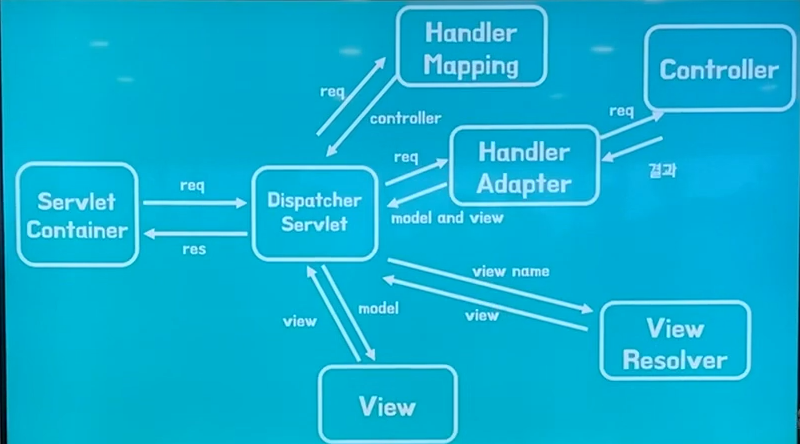 Handler
Mapping
Controller
req
controller
req
Handler
Adapter
req
결과
Servlet
Container
req
res
Dispatcher
Servlet
model and view
view name
view
model
view
View
Resolver
View